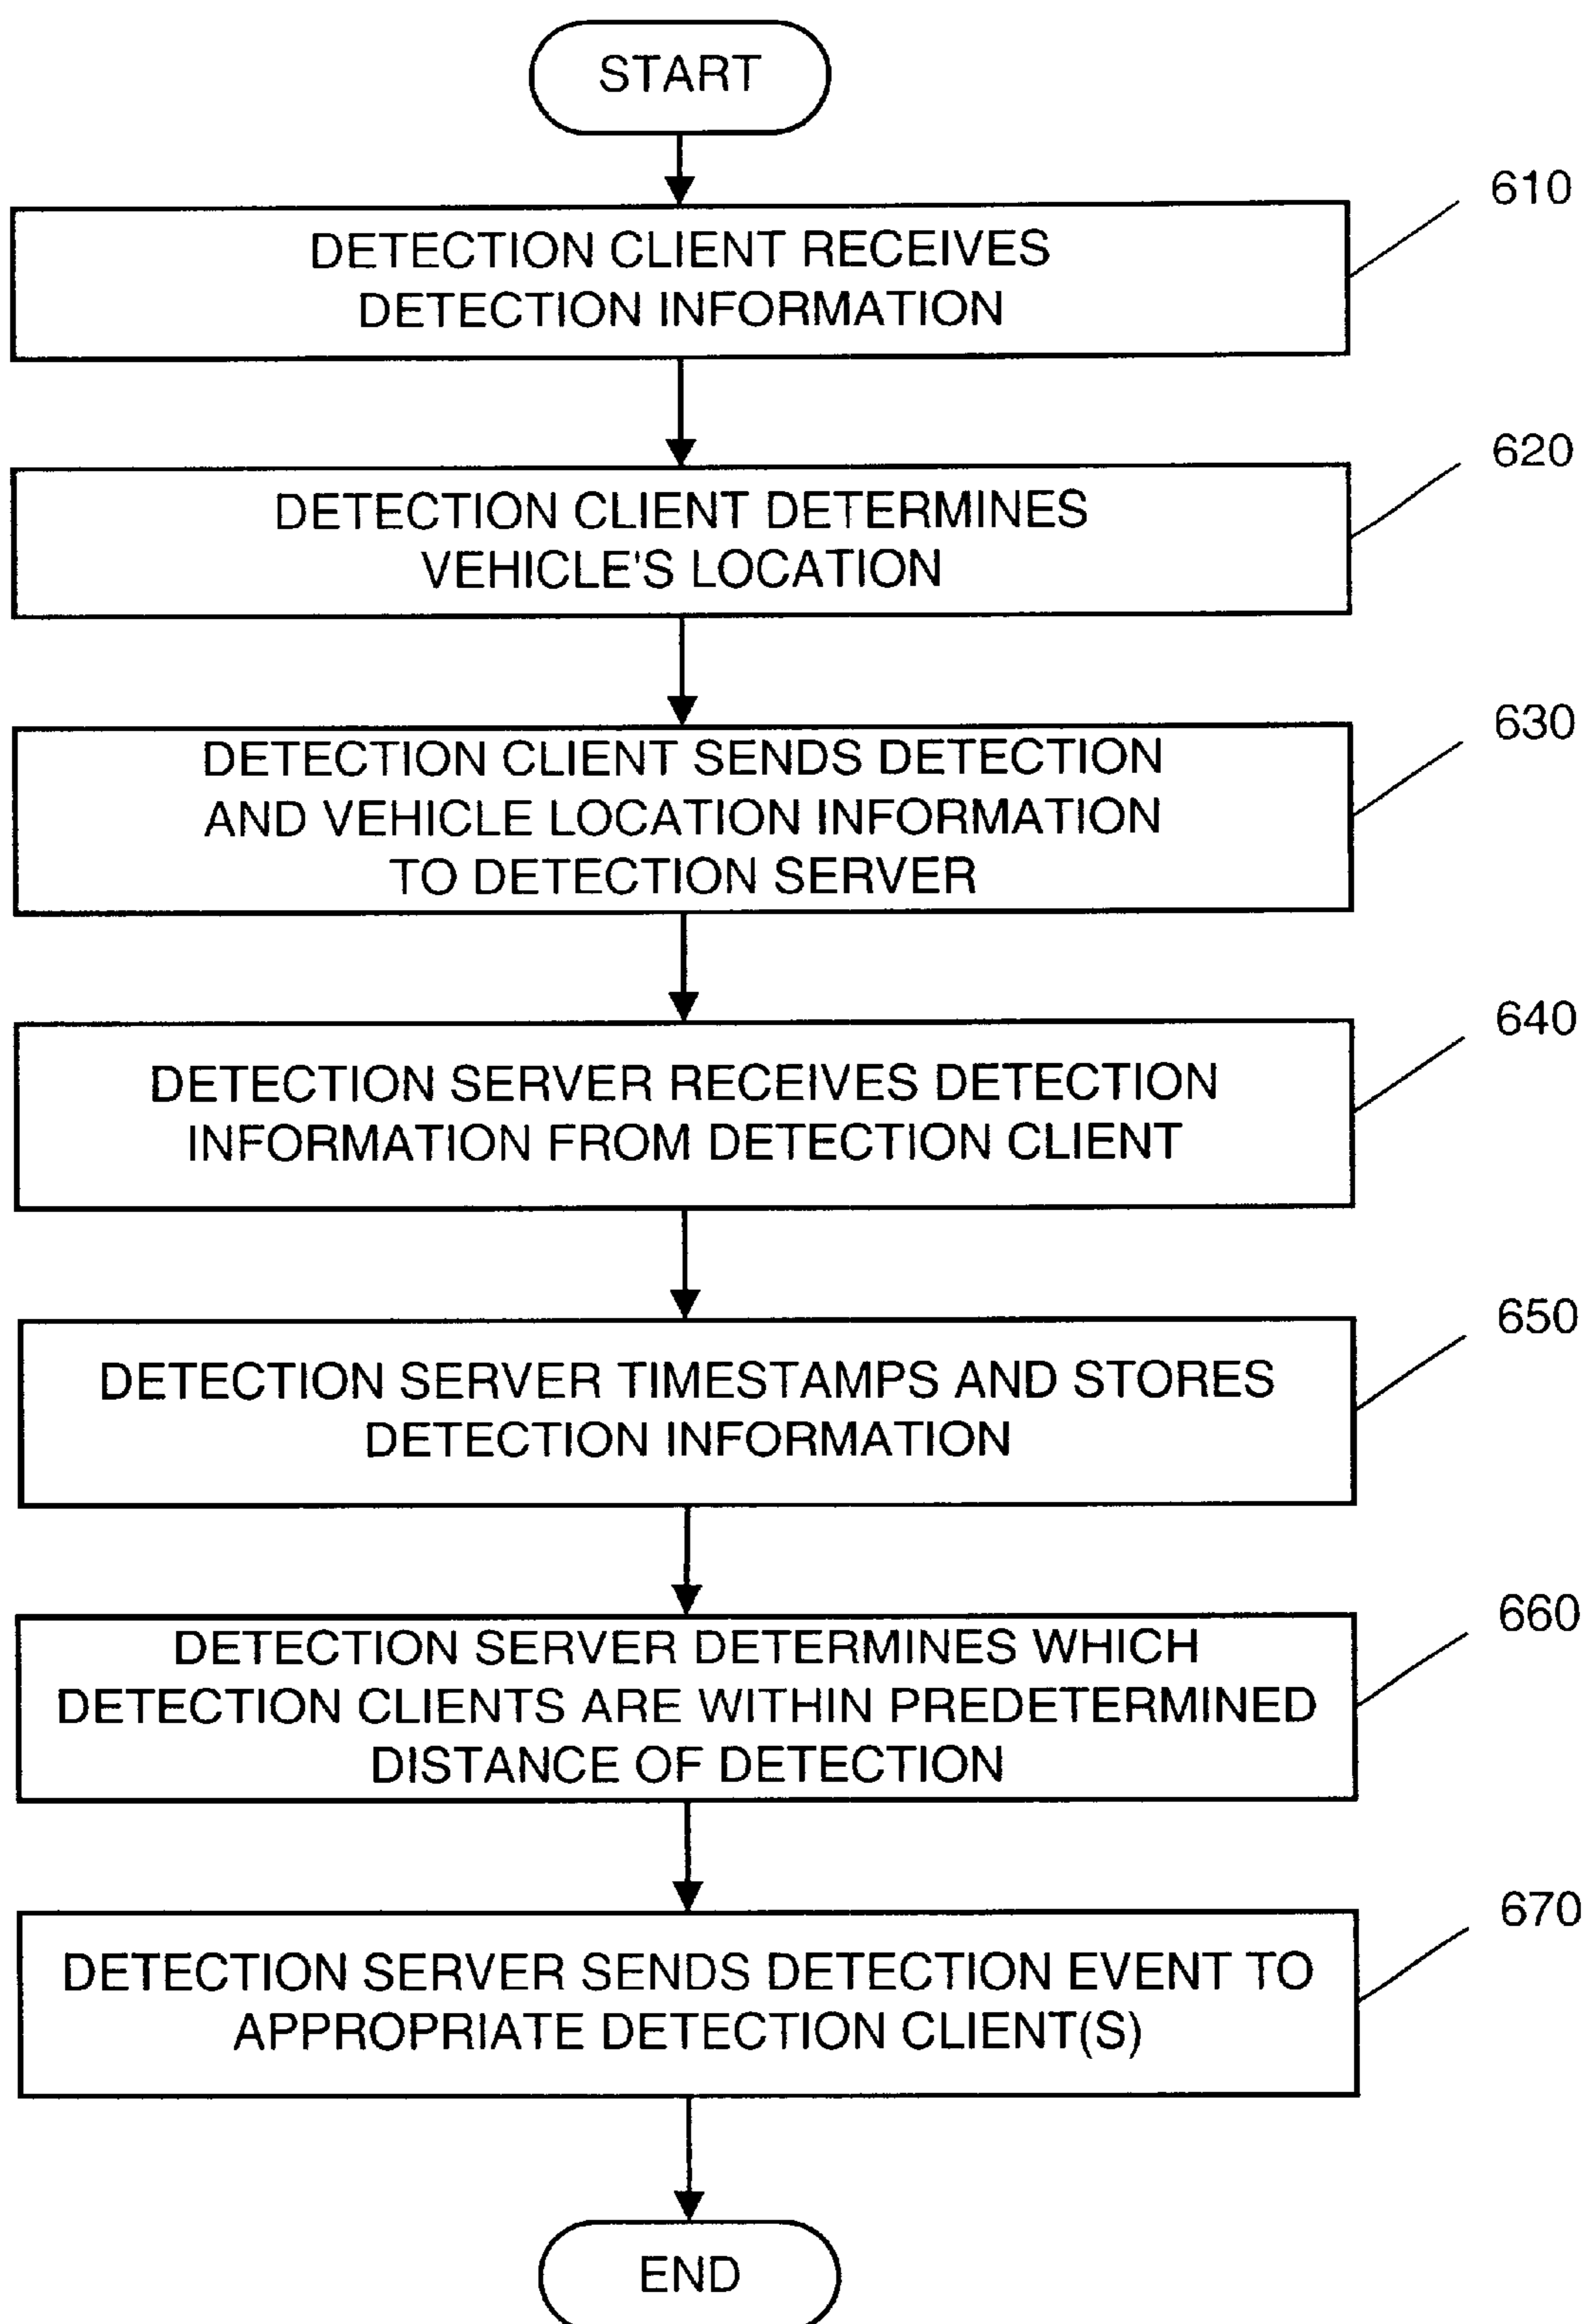 START
610
DETECTION CLIENT RECEIVES
DETECTION INFORMATION
620
DETECTION CLIENT DETERMINES
VEHICLE'S LOCATION
630
DETECTION CLIENT SENDS DETECTION
AND VEHICLE LOCATION INFORMATION
TO DETECTION SERVER
640
DETECTION SERVER RECEIVES DETECTION
INFORMATION FROM DETECTION CLIENT
650
DETECTION SERVER TIMESTAMPS AND STORES
DETECTION INFORMATION
660
DETECTION SERVER DETERMINES WHICH
DETECTION CLIENTS ARE WITHIN PREDETERMINED
DISTANCE OF DETECTION
670
DETECTION SERVER SENDS DETECTION EVENT TO
APPROPRIATE DETECTION CLIENT(S)
END